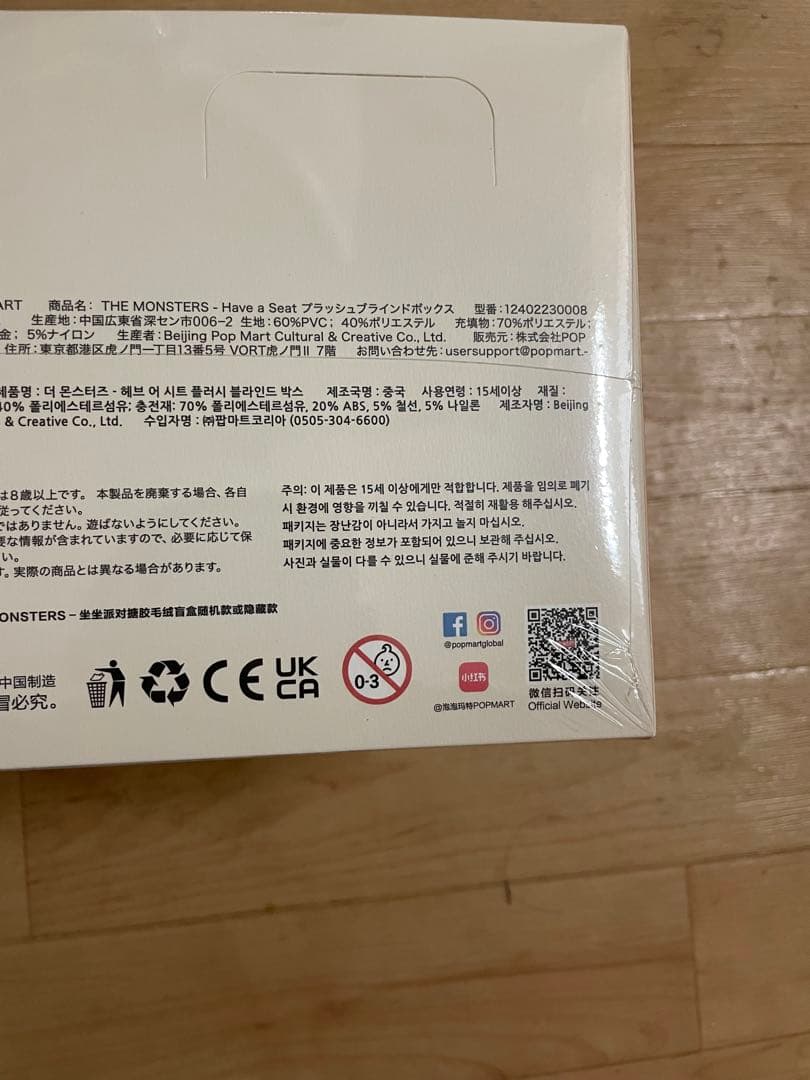 ART 商品名： THE MONSTERS - Have a Seat プラッシュブラインドボックス 型番：12402230008
生産地：中国広東省深セン市006-2 生地：60%PVC； 40%ポリエステル 充填物：70%ポリエステル；
金； 5%ナイロン 生産者：Beijing Pop Mart Cultural & Creative Co., Ltd. 販売元：株式会社POP
住所：東京都港区虎ノ門一丁目13番5号 VORT虎ノ門Ⅱ 7階 お問い合わせ先：usersupport@popmart.-
제품명 : 더 몬스터즈 - 헤브 어 시트 플러시 블라인드 박스 제조국명 : 중국 사용연령 : 15세이상 재질 :
40% 폴리에스테르섬유; 충전재: 70% 폴리에스테르섬유, 20% ABS, 5% 철선, 5% 나일론 제조자명 : Beijing
& Creative Co., Ltd. 수입자명 : ㈜팝마트코리아 (0505-304-6600)
は8歳以上です。 本製品を廃棄する場合、各自
従ってください。
ではありません。遊ばないようにしてください。
要な情報が含まれていますので、必要に応じて保
い。
す。実際の商品とは異なる場合があります。
주의: 이 제품은 15세 이상에게만 적합합니다. 제품을 임의로 폐기
시 환경에 영향을 끼칠 수 있습니다. 적절히 재활용 해주십시오.
패키지는 장난감이 아니라서 가지고 놀지 마십시오.
패키지에 중요한 정보가 포함되어 있으니 보관해 주십시오.
사진과 실물이 다를 수 있으니 실물에 준해 주시기 바랍니다.
ONSTERS – 坐坐派对搪胶毛绒盲盒随机款或隐藏款
中国制造
冒必究。
CE
UK
CA
0-3
@popmartglobal
小红书
@泡泡玛特POPMART
微信扫码关注
Official Website